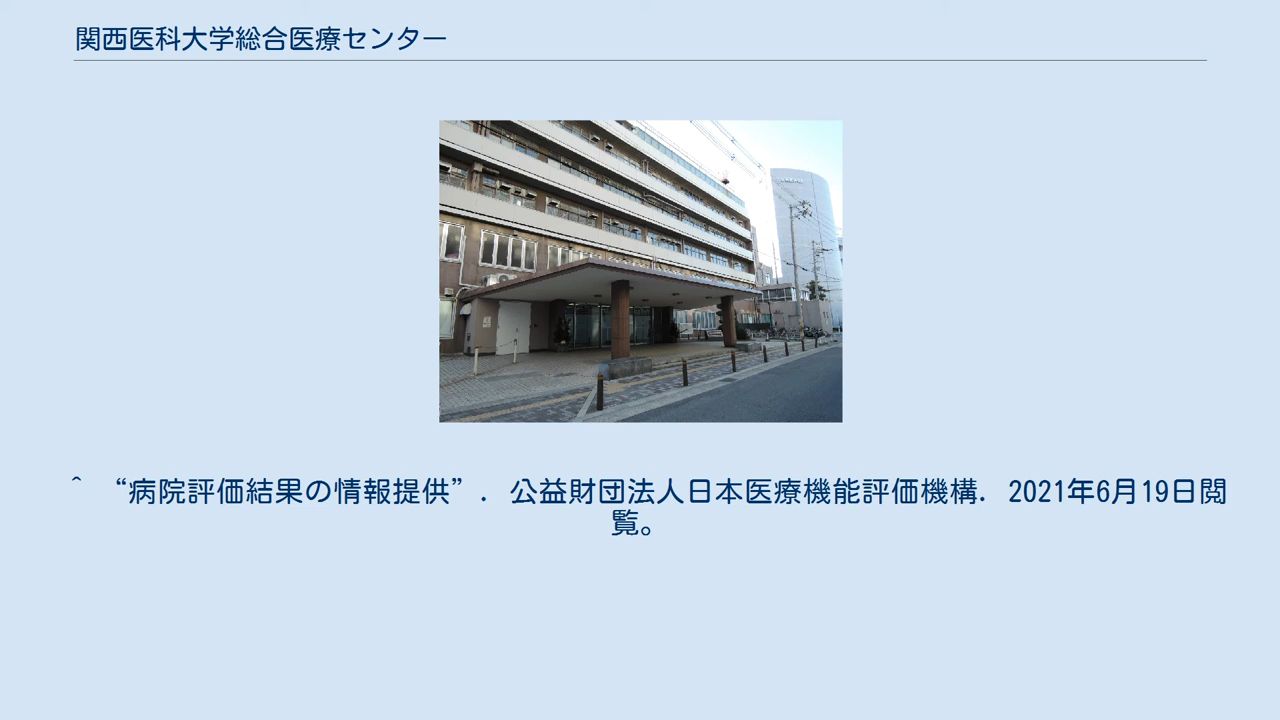 関西医科大学総合医療センター
^ “病院評価結果の情報提供”. 公益財団法人日本医療機能評価機構. 2021年6月19日閲
覧。